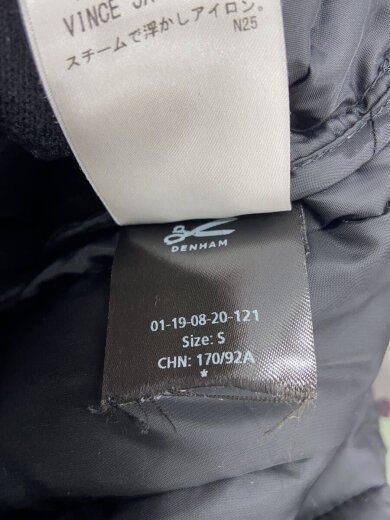 VINCE
スチームで浮かしアイロン。
N25
DENHAM
01-19-08-20-121
Size: S
CHN: 170/92A
*